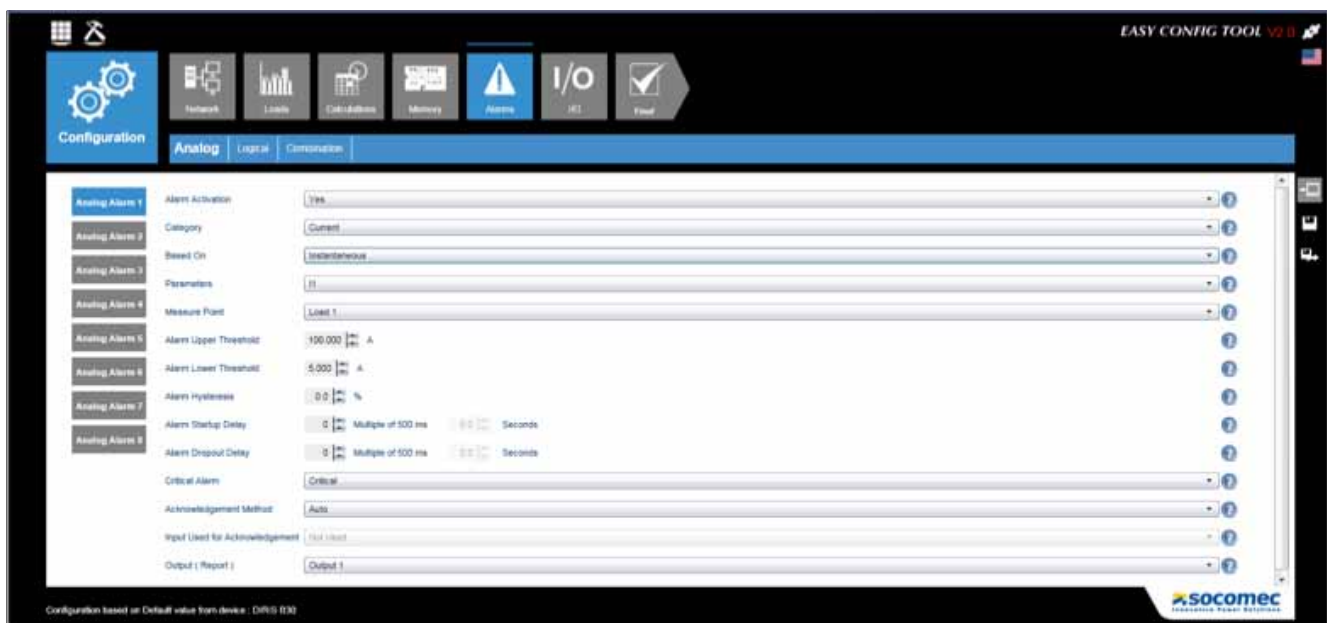 EASY CONFIG TOOL V2.0
Configuration
Network
Loads
Calculations
Memory
Alarms
I/O
I/O
Finish
Analog
Logical
Combination
Analog Alarm 1
Analog Alarm 2
Analog Alarm 3
Analog Alarm 4
Analog Alarm 5
Analog Alarm 6
Analog Alarm 7
Analog Alarm 8
Alarm Activation Yes
Category Current
Based On Instantaneous
Parameters I1
Measure Point Load 1
Alarm Upper Threshold 100.000 A
Alarm Lower Threshold 5.000 A
Alarm Hysteresis 0.0 %
Alarm Startup Delay 0 Multiple of 500 ms 0.0 Seconds
Alarm Dropout Delay 0 Multiple of 500 ms 0.0 Seconds
Critical Alarm Critical
Acknowledgement Method Auto
Input Used for Acknowledgement Not Used
Output ( Report ) Output 1
Configuration based on Default value from device : DIRIS B30
socomec
Innovative Power Solutions